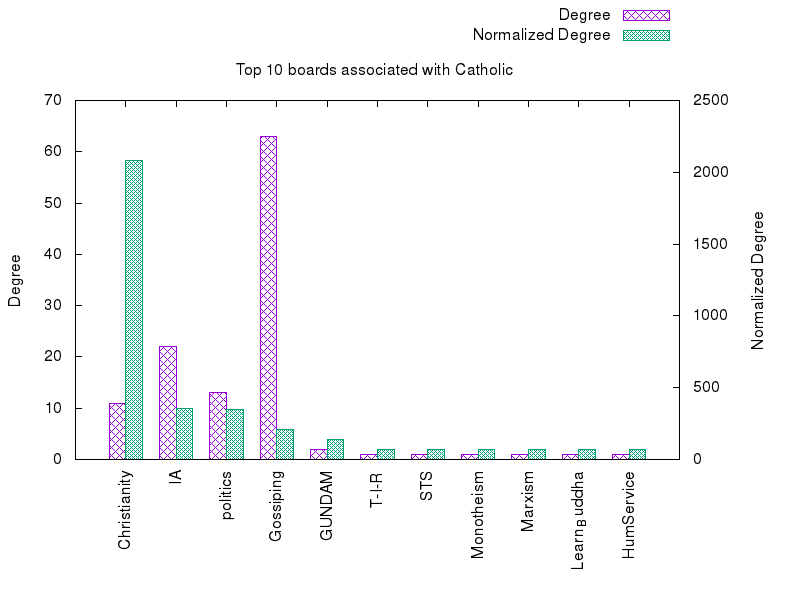 Degree
Normalized Degree
Top 10 boards associated with Catholic
70
60
50
40
30
20
10
0
2500
2000
1500
1000
500
0
Degree
Normalized Degree
Christianity
IA
politics
Gossiping
GUNDAM
T-I-R
STS
Monotheism
Marxism
Learn_Buddha
HumService